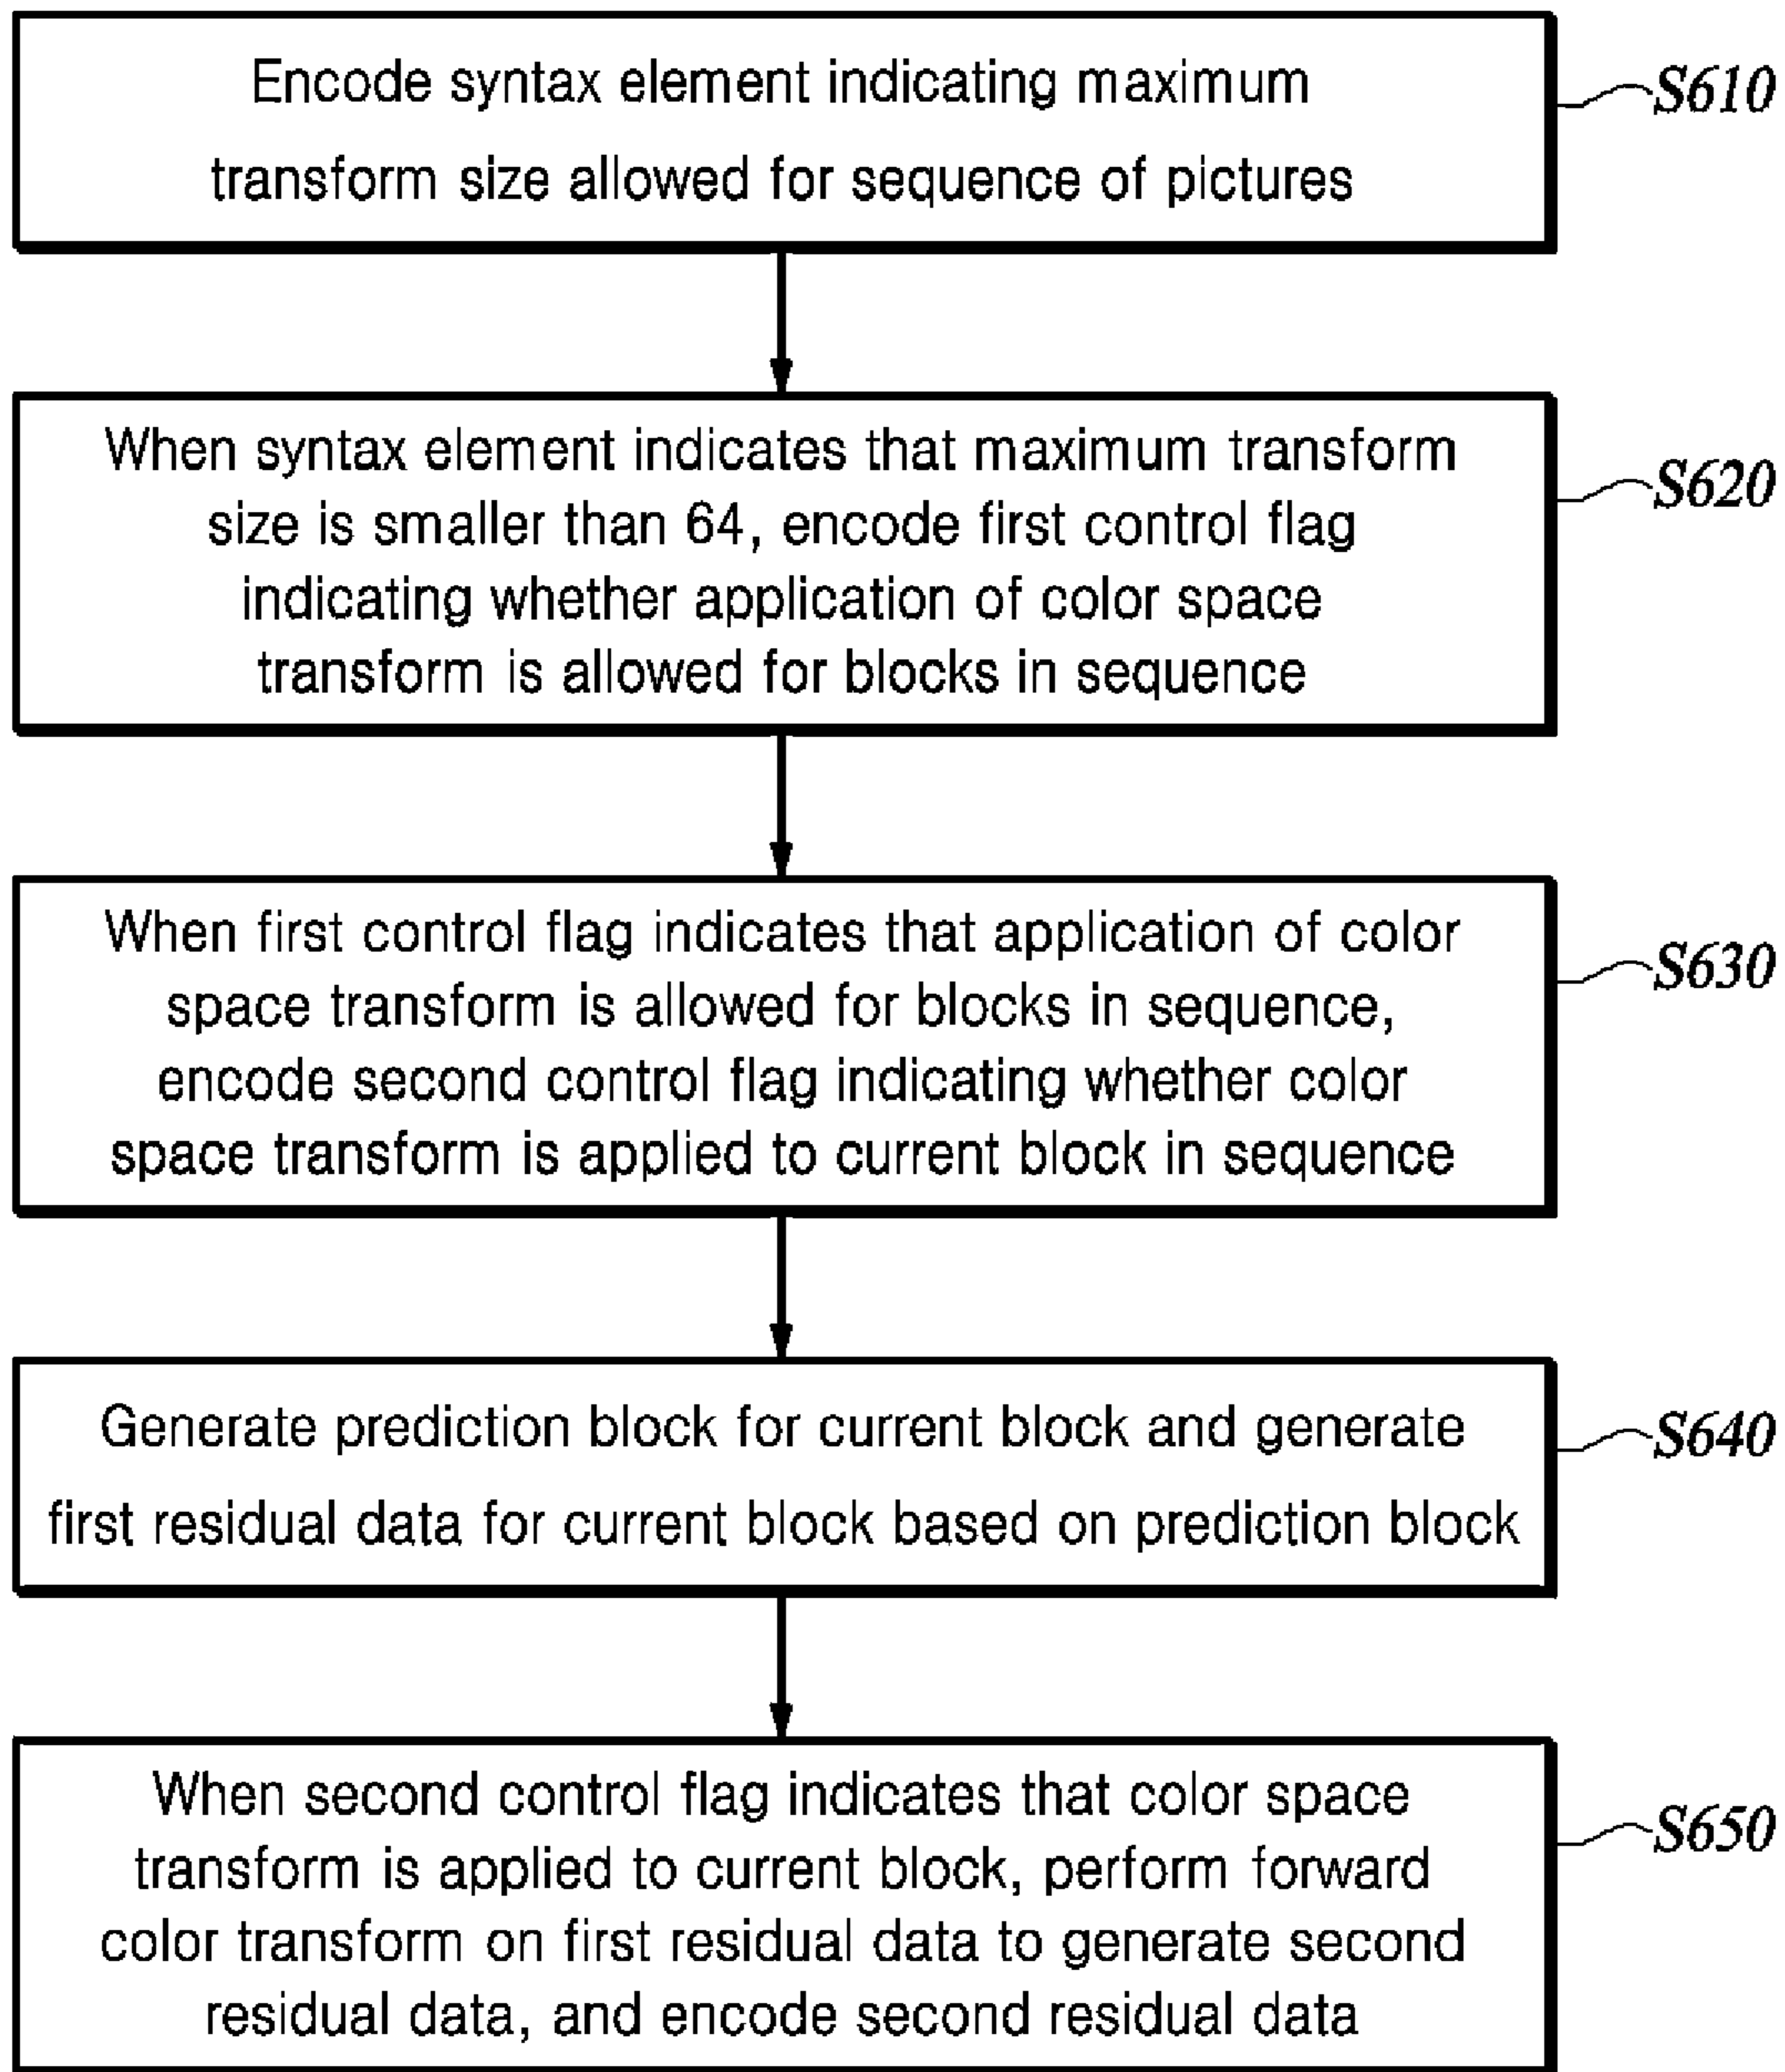 Encode syntax element indicating maximum
transform size allowed for sequence of pictures
S610
When syntax element indicates that maximum transform
size is smaller than 64, encode first control flag
indicating whether application of color space
transform is allowed for blocks in sequence
S620
When first control flag indicates that application of color
space transform is allowed for blocks in sequence,
encode second control flag indicating whether color
space transform is applied to current block in sequence
S630
Generate prediction block for current block and generate
first residual data for current block based on prediction block
S640
When second control flag indicates that color space
transform is applied to current block, perform forward
color transform on first residual data to generate second
residual data, and encode second residual data
S650